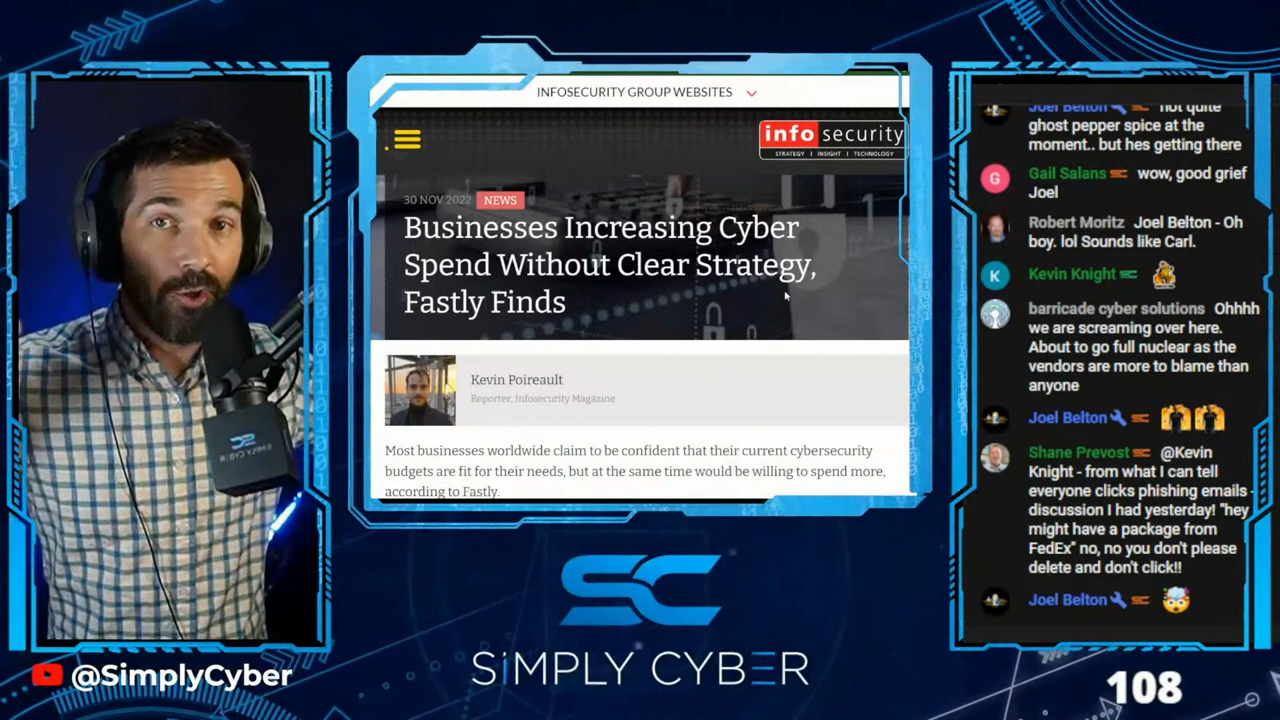 INFOSECURITY GROUP WEBSITES
info security
STRATEGY | INSIGHT | TECHNOLOGY
30 NOV 2022 NEWS
Businesses Increasing Cyber
Spend Without Clear Strategy,
Fastly Finds
Kevin Poireault
Reporter, Infosecurity Magazine
Most businesses worldwide claim to be confident that their current cybersecurity
budgets are fit for their needs, but at the same time would be willing to spend more,
according to Fastly.
Joel Belton not quite
ghost pepper spice at the
moment.. but hes getting there
G Gail Salans wow, good grief
Joel
Robert Moritz Joel Belton - Oh
boy. lol Sounds like Carl.
K Kevin Knight
barricade cyber solutions Ohhhh
we are screaming over here.
About to go full nuclear as the
vendors are more to blame than
anyone
Joel Belton
Shane Prevost @Kevin
Knight - from what I can tell
everyone clicks phishing emails -
discussion I had yesterday! "hey
might have a package from
FedEx" no, no you don't please
delete and don't click!!
Joel Belton
SC
SiMPLY CYBER
@SimplyCyber
108